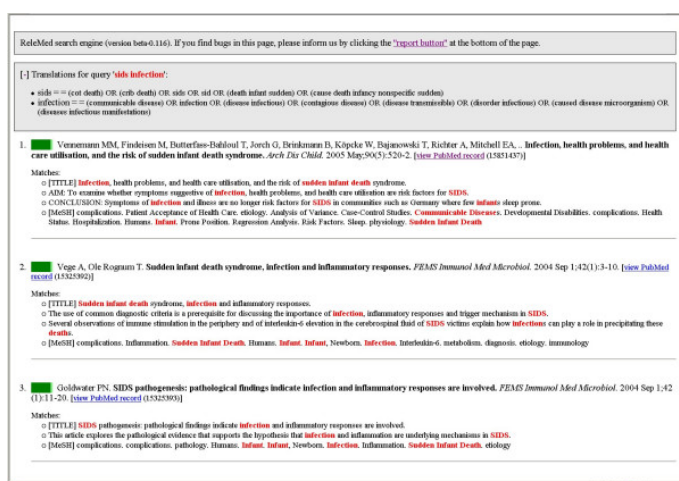 ReleMed search engine (version beta-0.116). If you find bugs in this page, please inform us by clicking the "report button" at the bottom of the page.
[-] Translations for query 'sids infection':
• sids = = (cot death) OR (crib death) OR sids OR sid OR (death infant sudden) OR (cause death infancy nonspecific sudden)
• infection = = (communicable disease) OR infection OR (disease infectious) OR (contagious disease) OR (disease transmissible) OR (disorder infectious) OR (caused disease microorganism) OR
(diseases infectious manifestations)
1. Vennemann MM, Findeisen M, Butterfass-Bahloul T, Jorch G, Brinkmann B, Köpcke W, Bajanowski T, Richter A, Mitchell EA, .. Infection, health problems, and health
care utilisation, and the risk of sudden infant death syndrome. Arch Dis Child. 2005 May;90(5):520-2. [view PubMed record (15851437)]
Matches:
o [TITLE] Infection, health problems, and health care utilisation, and the risk of sudden infant death syndrome.
o AIM: To examine whether symptoms suggestive of infection, health problems, and health care utilisation are risk factors for SIDS.
o CONCLUSION: Symptoms of infection and illness are no longer risk factors for SIDS in communities such as Germany where few infants sleep prone.
o [MeSH] complications. Patient Acceptance of Health Care. etiology. Analysis of Variance. Case-Control Studies. Communicable Diseases. Developmental Disabilities. complications. Health
Status. Hospitalization. Humans. Infant. Prone Position. Regression Analysis. Risk Factors. Sleep. physiology. Sudden Infant Death
2. Vege A, Ole Rognum T. Sudden infant death syndrome, infection and inflammatory responses. FEMS Immunol Med Microbiol. 2004 Sep 1;42(1):3-10. [view PubMed
record (15325392)]
Matches:
o [TITLE] Sudden infant death syndrome, infection and inflammatory responses.
o The use of common diagnostic criteria is a prerequisite for discussing the importance of infection, inflammatory responses and trigger mechanism in SIDS.
o Several observations of immune stimulation in the periphery and of interleukin-6 elevation in the cerebrospinal fluid of SIDS victims explain how infections can play a role in precipitating these
deaths.
o [MeSH] complications. Inflammation. Sudden Infant Death. Humans. Infant. Infant, Newborn. Infection. Interleukin-6. metabolism. diagnosis. etiology. immunology
3. Goldwater PN. SIDS pathogenesis: pathological findings indicate infection and inflammatory responses are involved. FEMS Immunol Med Microbiol. 2004 Sep 1;42
(1):11-20. [view PubMed record (15325393)]
Matches:
o [TITLE] SIDS pathogenesis: pathological findings indicate infection and inflammatory responses are involved.
o This article explores the pathological evidence that supports the hypothesis that infection and inflammation are underlying mechanisms in SIDS.
o [MeSH] complications. complications. pathology. Humans. Infant. Infant, Newborn. Infection. Inflammation. Sudden Infant Death. etiology